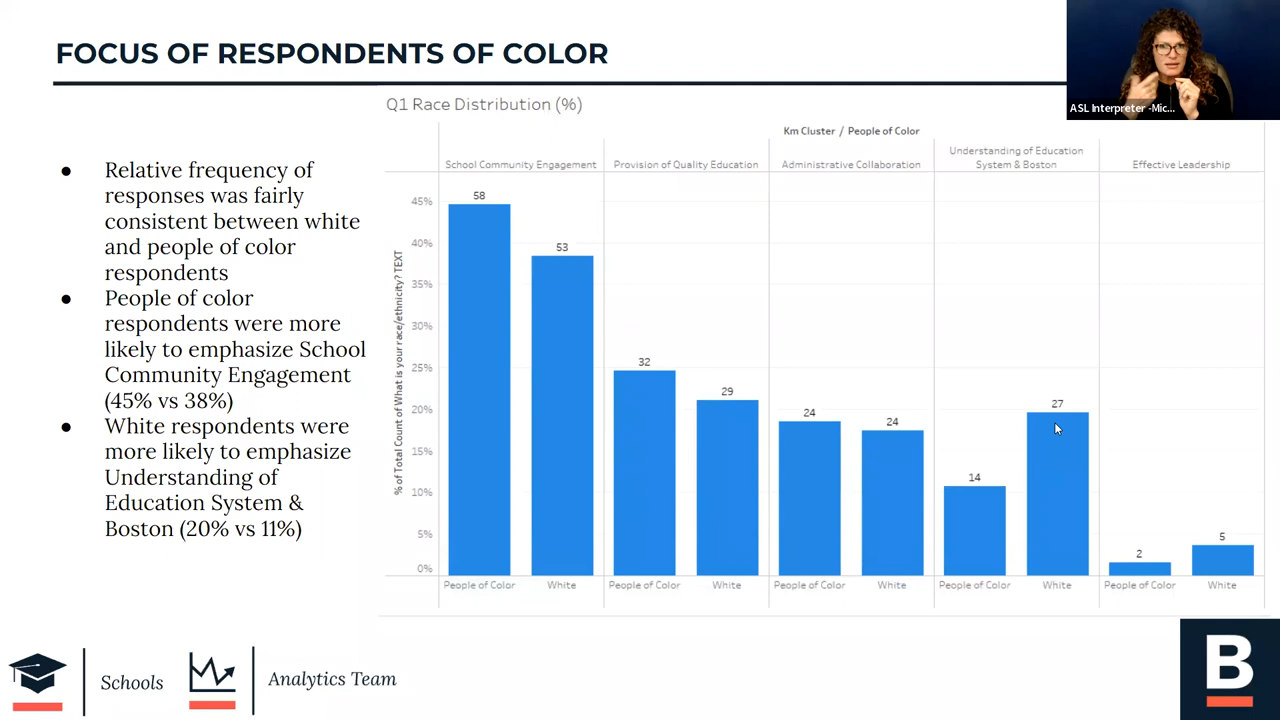 FOCUS OF RESPONDENTS OF COLOR
ASL Interpreter -Mic...
● Relative frequency of
responses was fairly
consistent between white
and people of color
respondents
● People of color
respondents were more
likely to emphasize School
Community Engagement
(45% vs 38%)
● White respondents were
more likely to emphasize
Understanding of
Education System &
Boston (20% vs 11%)
Q1 Race Distribution (%)
Km Cluster / People of Color
School Community Engagement
Provision of Quality Education
Administrative Collaboration
Understanding of Education
System & Boston
Effective Leadership
% of Total Count of What is your race/ethnicity? TEXT
45%
40%
35%
30%
25%
20%
15%
10%
5%
0%
58
53
32
29
24
24
14
27
2
5
People of Color
White
People of Color
White
People of Color
White
People of Color
White
People of Color
White
Schools
Analytics Team
B